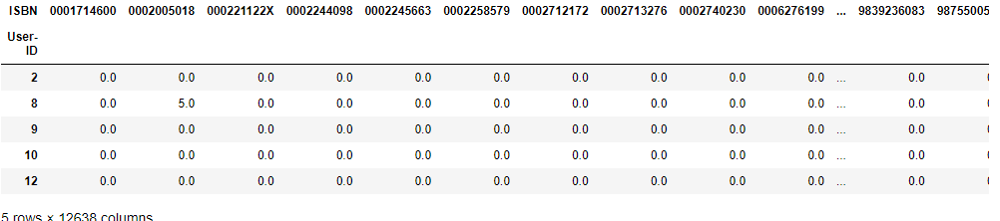 ISBN 0001714600 0002005018 000221122X 0002244098 0002245663 0002258579 0002712172 0002713276 0002740230 0006276199 ... 9839236083
User-
ID
2 0.0 0.0 0.0 0.0 0.0 0.0 0.0 0.0 0.0 0.0 ... 0.0
8 0.0 5.0 0.0 0.0 0.0 0.0 0.0 0.0 0.0 0.0 ... 0.0
9 0.0 0.0 0.0 0.0 0.0 0.0 0.0 0.0 0.0 0.0 ... 0.0
10 0.0 0.0 0.0 0.0 0.0 0.0 0.0 0.0 0.0 0.0 ... 0.0
12 0.0 0.0 0.0 0.0 0.0 0.0 0.0 0.0 0.0 0.0 ... 0.0
5 rows × 12638 columns